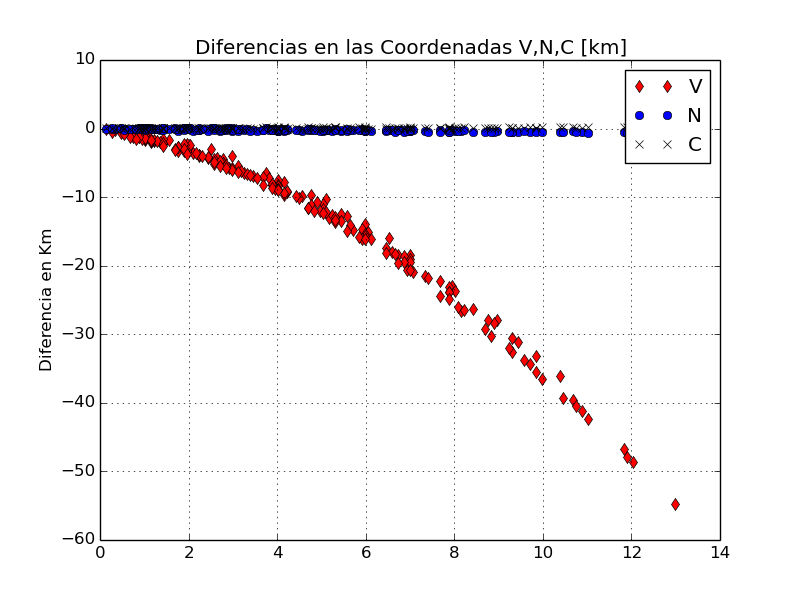 Diferencias en las Coordenadas V,N,C [km]
V
N
C
Diferencia en Km
10
0
−10
−20
−30
−40
−50
−60
0 2 4 6 8 10 12 14